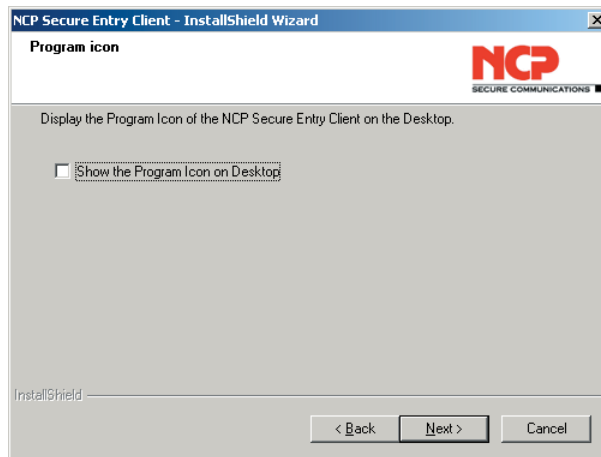 NCP Secure Entry Client - InstallShield Wizard
Program icon
NCP
SECURE COMMUNICATIONS
Display the Program Icon of the NCP Secure Entry Client on the Desktop.
Show the Program Icon on Desktop
InstallShield
< Back Next > Cancel